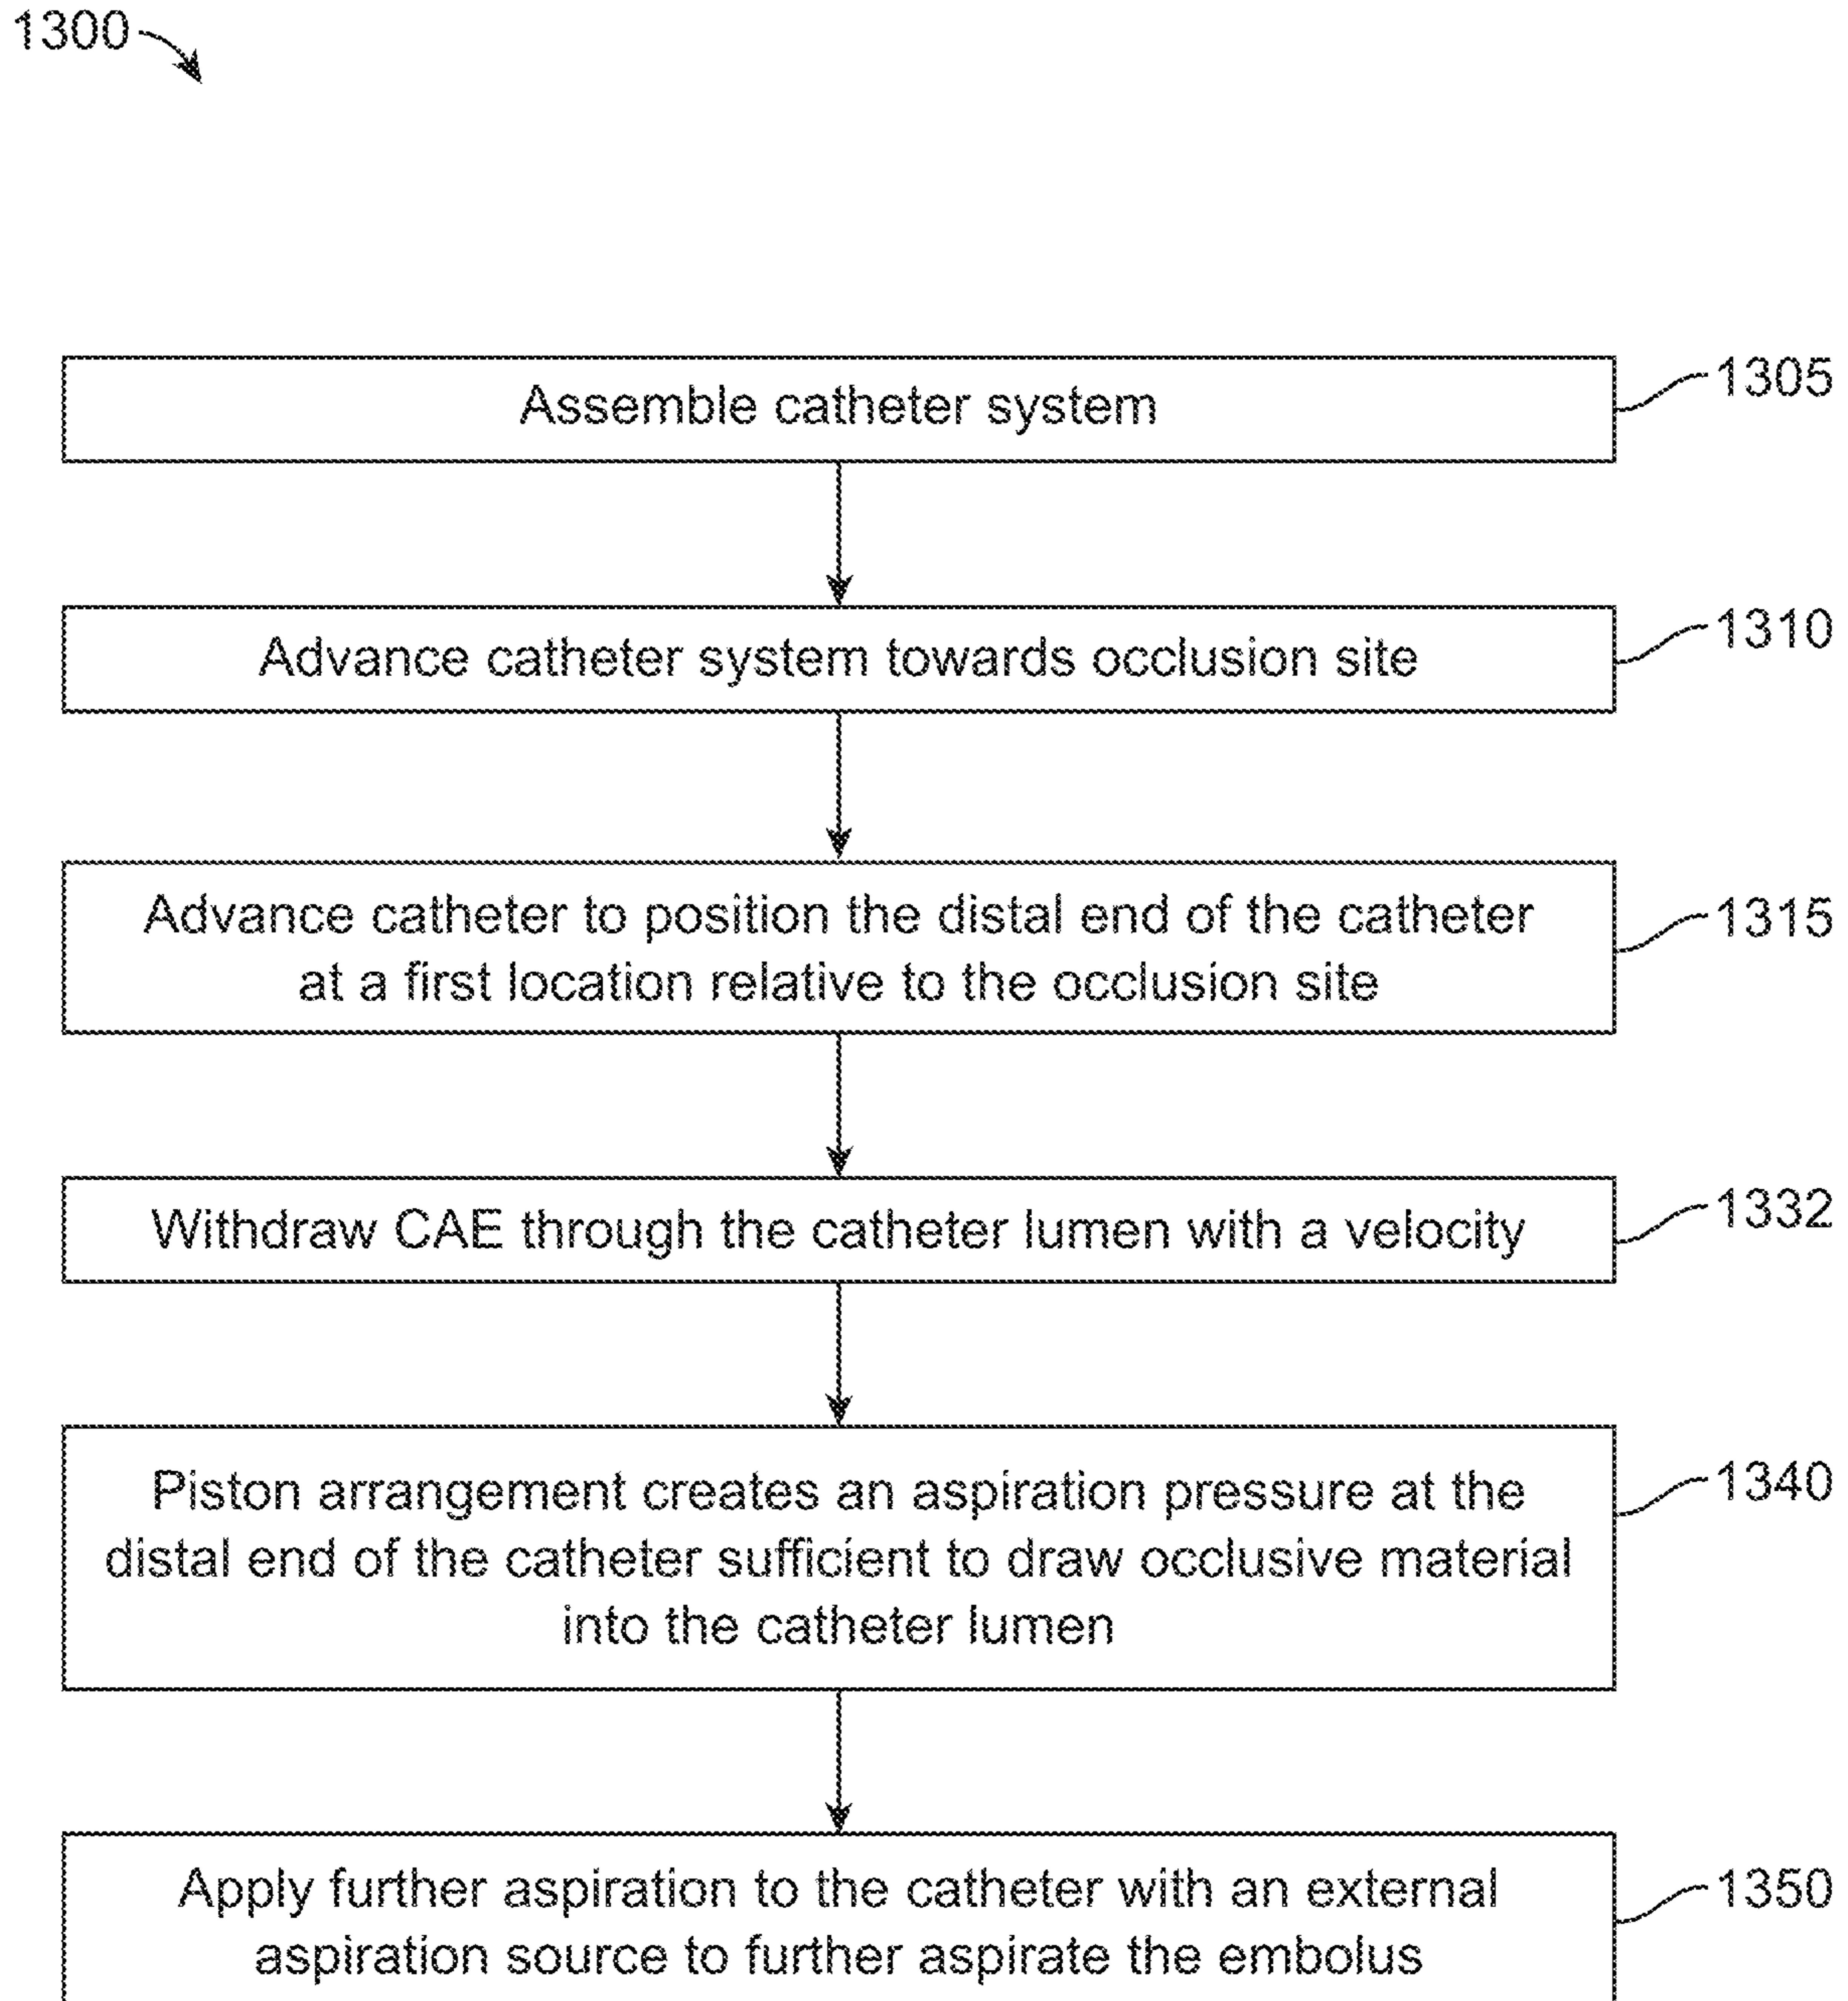 1300
Assemble catheter system
1305
Advance catheter system towards occlusion site
1310
Advance catheter to position the distal end of the catheter
at a first location relative to the occlusion site
1315
Withdraw CAE through the catheter lumen with a velocity
1332
Piston arrangement creates an aspiration pressure at the
distal end of the catheter sufficient to draw occlusive material
into the catheter lumen
1340
Apply further aspiration to the catheter with an external
aspiration source to further aspirate the embolus
1350